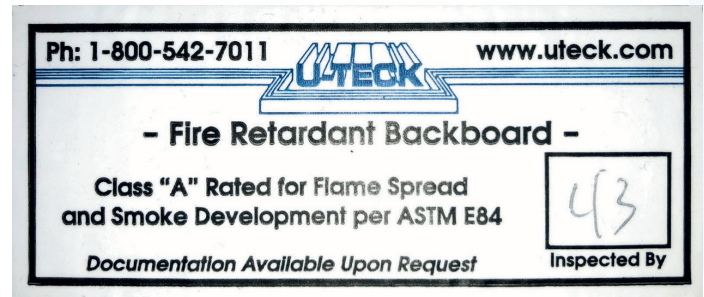 Ph: 1-800-542-7011
U-TECK
www.uteck.com
- Fire Retardant Backboard -
Class "A" Rated for Flame Spread
and Smoke Development per ASTM E84
43
Documentation Available Upon Request
Inspected By